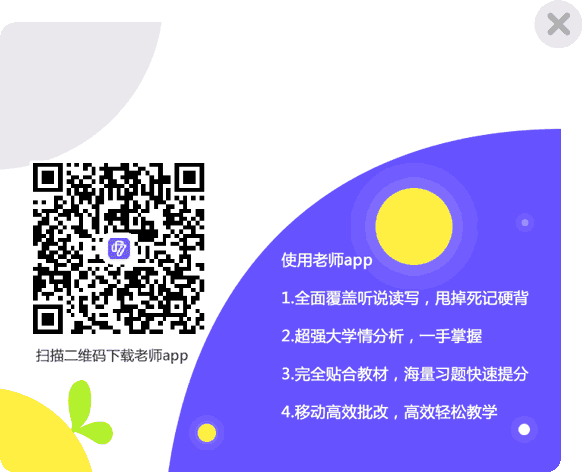 使用老师app
1.全面覆盖听说读写，甩掉死记硬背
2.超强大学情分析，一手掌握
3.完全贴合教材，海量习题快速提分
4.移动高效批改，高效轻松教学
扫描二维码下载老师app